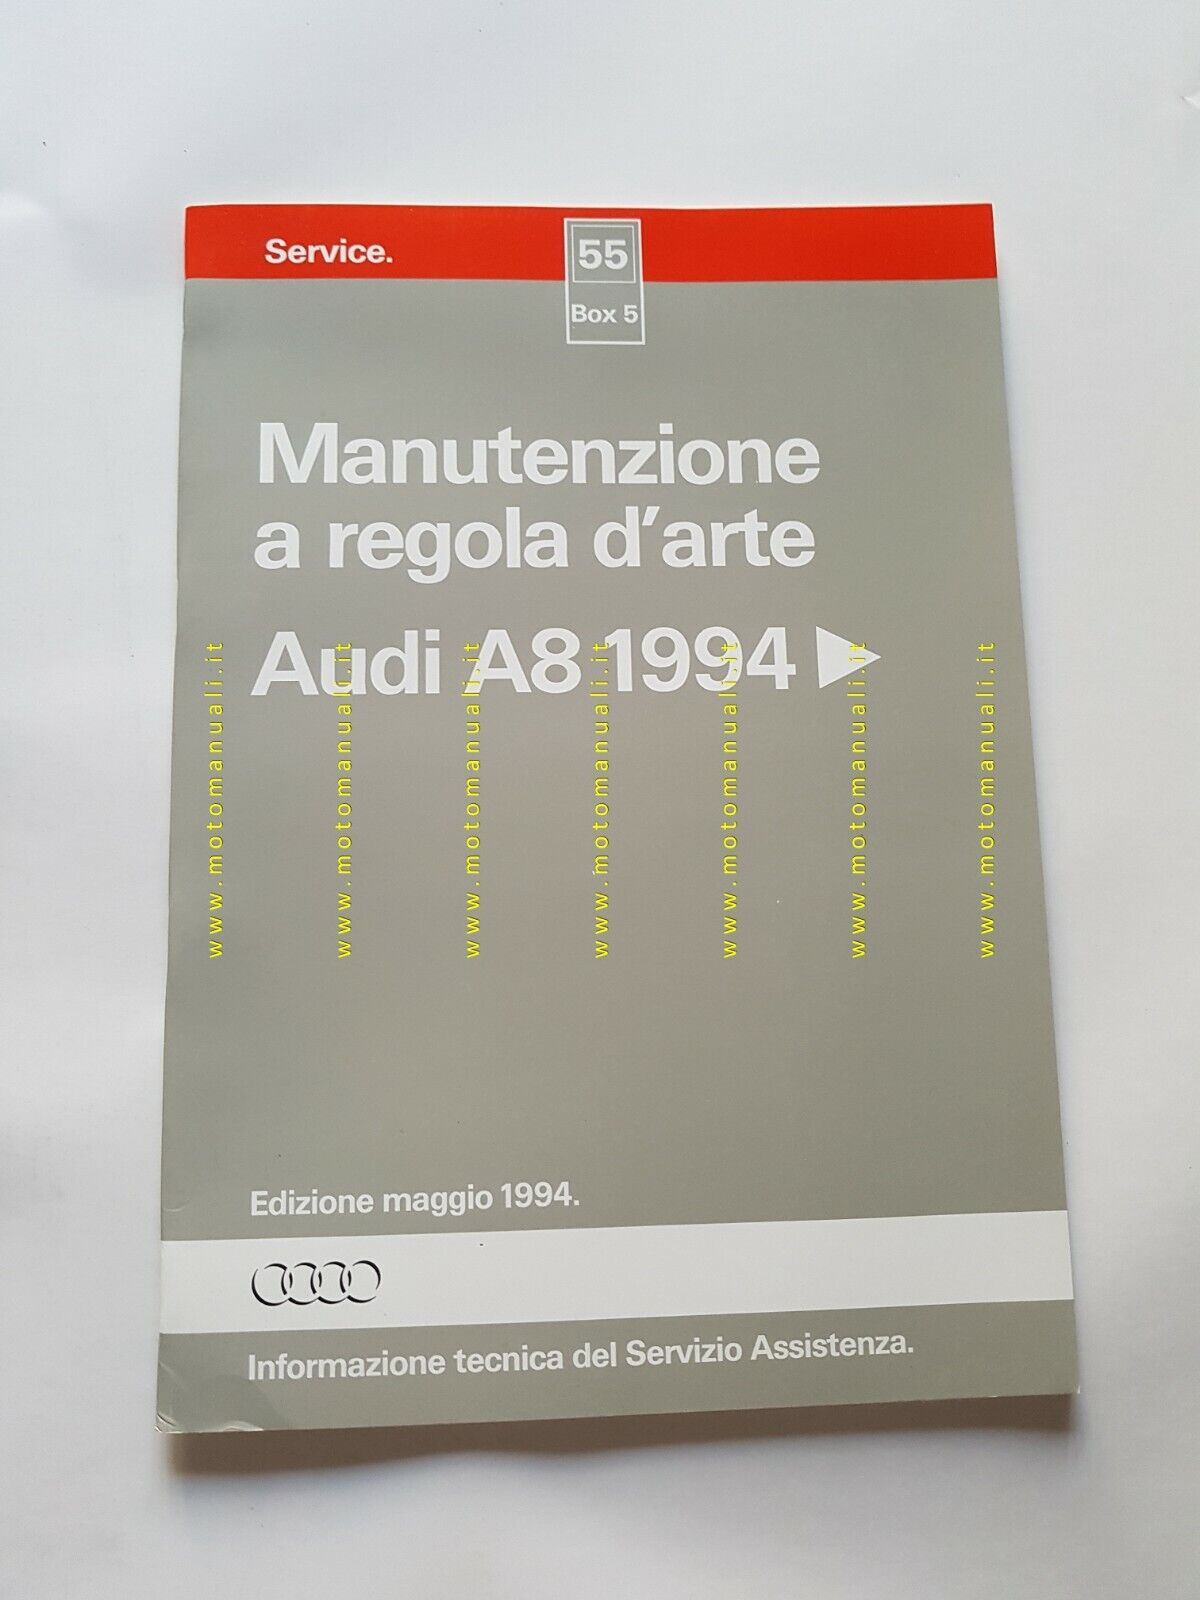 Service.
55
Box 5
Manutenzione
a regola d'arte
Audi A8 1994 ▶
www.motomanuali.it
www.motomanuali.it
www.motomanuali.it
www.motomanuali.it
www.motomanuali.it
www.motomanuali.it
www.motomanuali.it
Edizione maggio 1994.
Informazione tecnica del Servizio Assistenza.